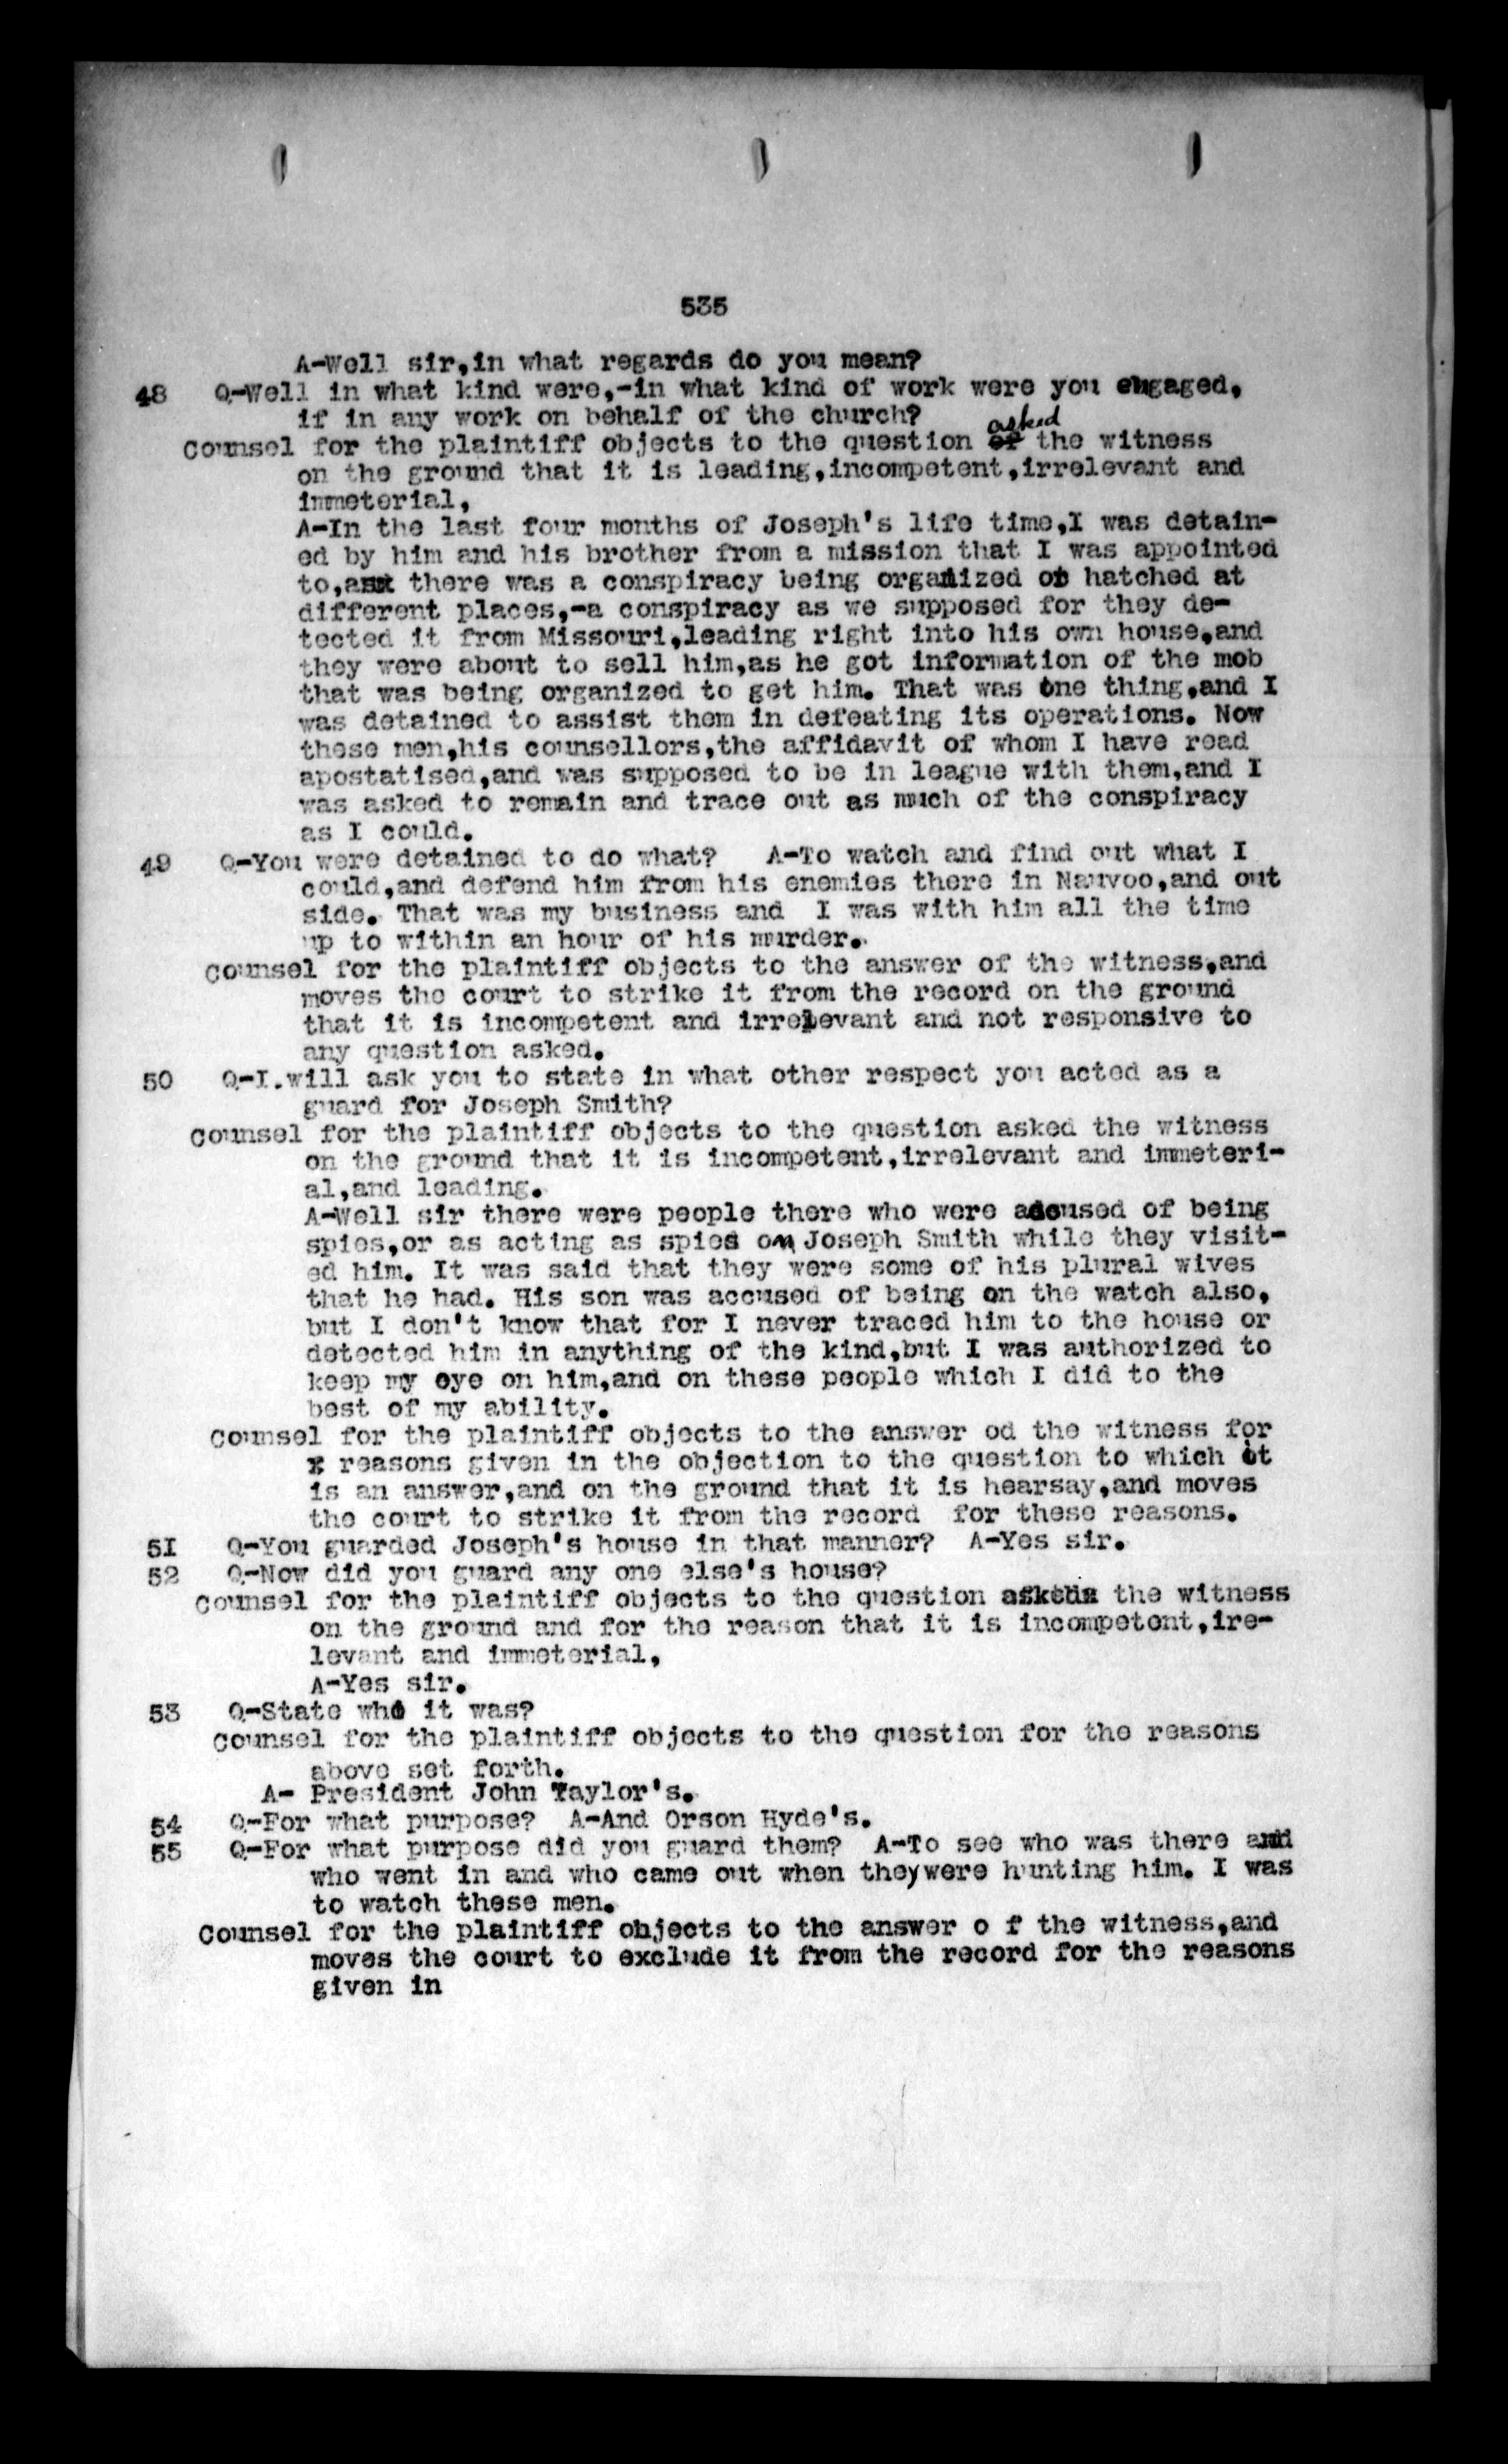 535
A-Well sir,in what regards do you mean?
48 Q-Well in what kind were,-in what kind of work were you engaged,
if in any work on behalf of the church?
asked
Counsel for the plaintiff objects to the question of the witness
on the ground that it is leading,incompetent,irrelevant and
immeterial,
A-In the last four months of Joseph's life time,I was detain-
ed by him and his brother from a mission that I was appointed
to, there was a conspiracy being organized or hatched at
different places,-a conspiracy as we supposed for they de-
tected it from Missouri,leading right into his own house,and
they were about to sell him,as he got information of the mob
that was being organized to get him. That was one thing,and I
was detained to assist them in defeating its operations. Now
these men,his counsellors,the affidavit of whom I have read
apostatised,and was supposed to be in league with them,and I
was asked to remain and trace out as much of the conspiracy
as I could.
49 Q-You were detained to do what? A-To watch and find out what I
could,and defend him from his enemies there in Nauvoo,and out
side. That was my business and I was with him all the time
up to within an hour of his murder.
Counsel for the plaintiff objects to the answer of the witness,and
moves the court to strike it from the record on the ground
that it is incompetent and irrelevant and not responsive to
any question asked.
50 Q-I.will ask you to state in what other respect you acted as a
guard for Joseph Smith?
Counsel for the plaintiff objects to the question asked the witness
on the ground that it is incompetent,irrelevant and immeteri-
al,and leading.
A-Well sir there were people there who were accused of being
spies,or as acting as spies on Joseph Smith while they visit-
ed him. It was said that they were some of his plural wives
that he had. His son was accused of being on the watch also,
but I don't know that for I never traced him to the house or
detected him in anything of the kind,but I was authorized to
keep my eye on him,and on these people which I did to the
best of my ability.
Counsel for the plaintiff objects to the answer od the witness for
x reasons given in the objection to the question to which it
is an answer,and on the ground that it is hearsay,and moves
the court to strike it from the record for these reasons.
51 Q-You guarded Joseph's house in that manner? A-Yes sir.
52 Q-Now did you guard any one else's house?
Counsel for the plaintiff objects to the question asked the witness
on the ground and for the reason that it is incompetent,ire-
levant and immeterial,
A-Yes sir.
53 Q-State who it was?
Counsel for the plaintiff objects to the question for the reasons
above set forth.
A- President John Taylor's.
54 Q-For what purpose? A-And Orson Hyde's.
55 Q-For what purpose did you guard them? A-To see who was there and
who went in and who came out when they were hunting him. I was
to watch these men.
Counsel for the plaintiff objects to the answer o f the witness,and
moves the court to exclude it from the record for the reasons
given in